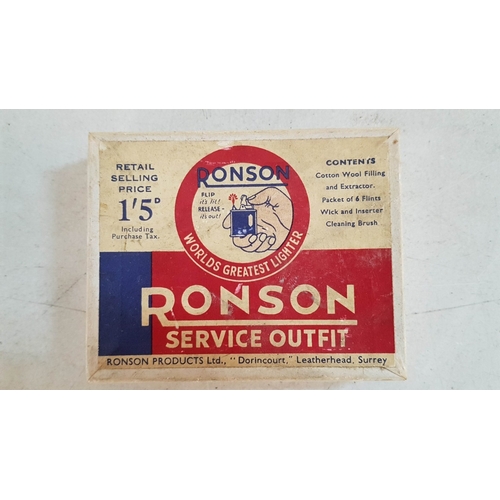 RETAIL
SELLING
PRICE
1'5D
Including
Purchase Tax.
RONSON
FLIP
it's lit!
RELEASE -
it's out!
WORLDS GREATEST LIGHTER
CONTENTS
Cotton Wool Filling
and Extractor.
Packet of 6 Flints
Wick and Inserter
Cleaning Brush
RONSON
SERVICE OUTFIT
RONSON PRODUCTS Ltd., "Dorincourt," Leatherhead, Surrey